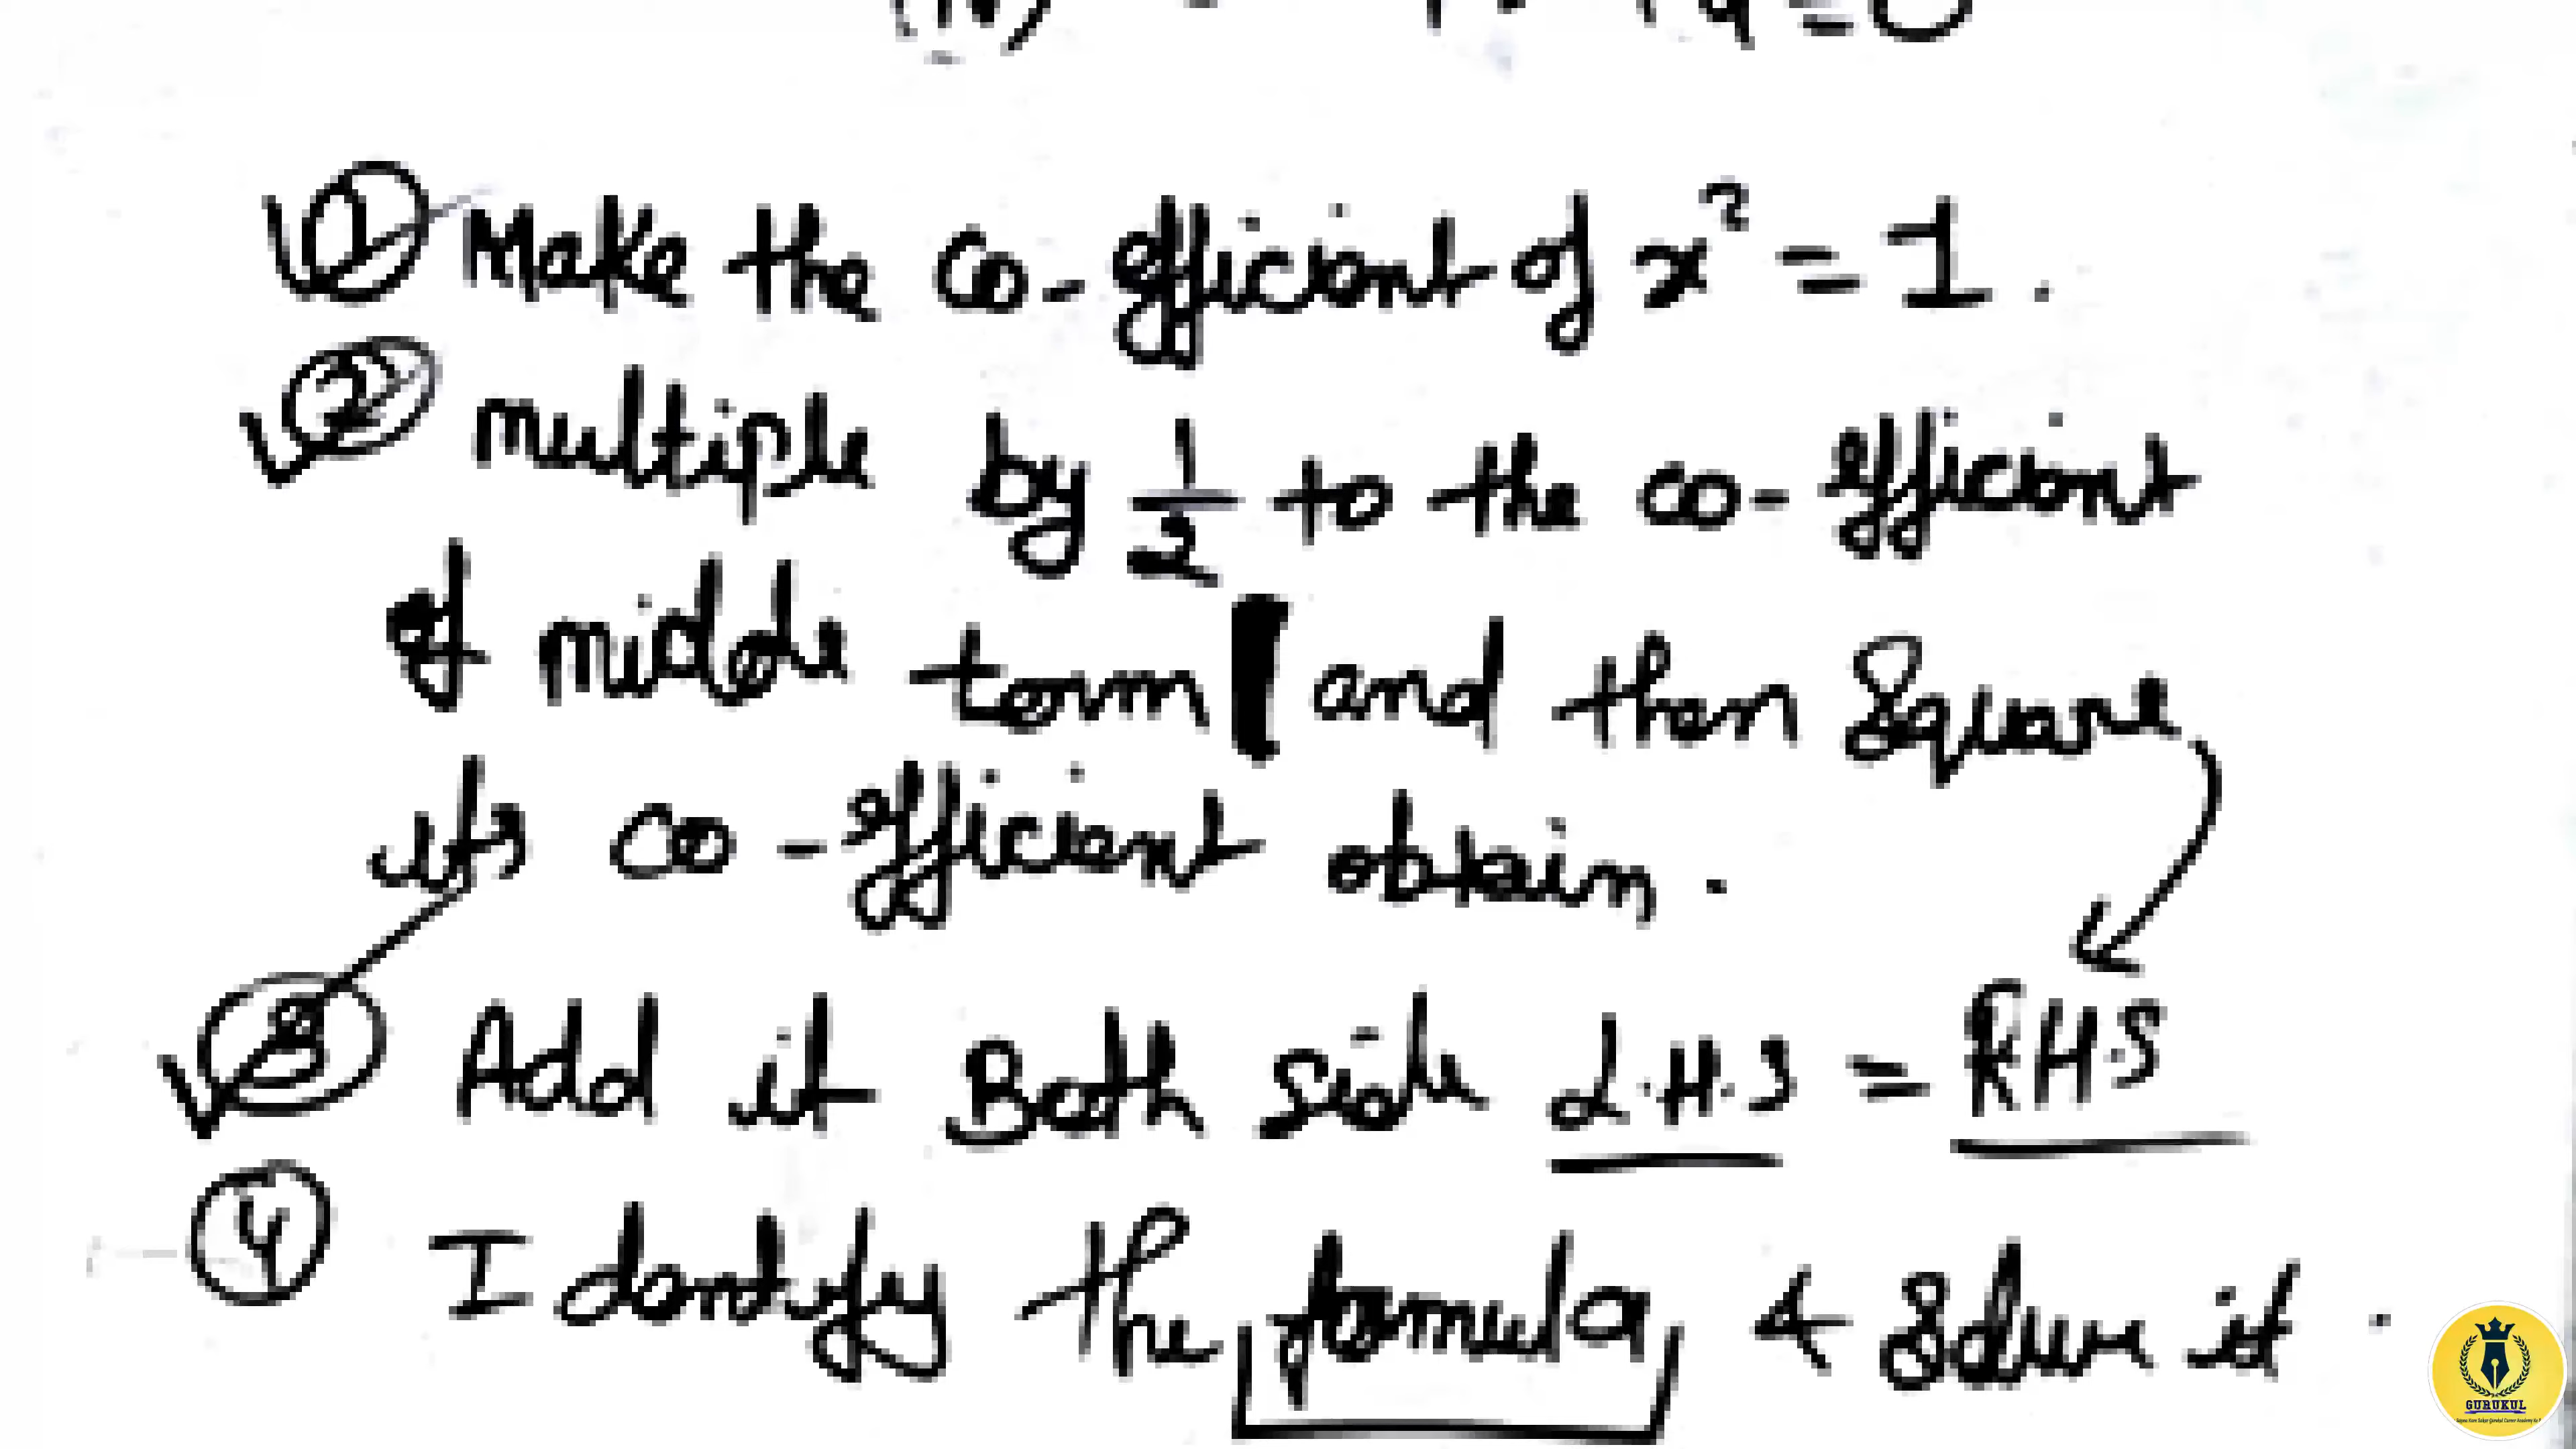 ① Make the co-efficient of x² = 1.
② multiple by 1/2 to the co-efficient
of middle term and then Square
its co-efficient obtain.
③ Add it Both side L.H.S = RH.S
④ Identify the formula & Solve it.
GURUKUL